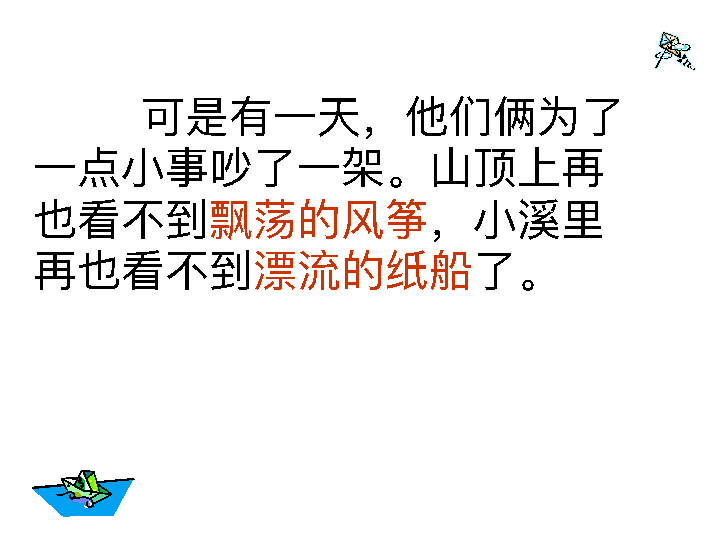 可是有一天，他们俩为了
一点小事吵了一架。山顶上再
也看不到飘荡的风筝，小溪里
再也看不到漂流的纸船了。